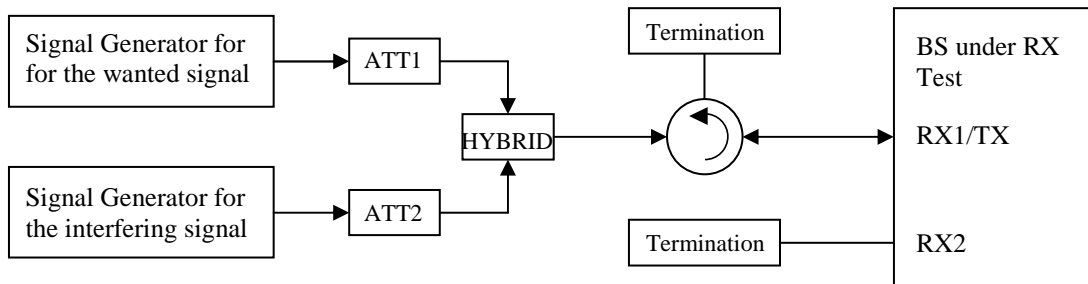 Signal Generator for
for the wanted signal
ATT1
HYBRID
Signal Generator for
the interfering signal
ATT2
Termination
Termination
BS under RX
Test
RX1/TX
RX2